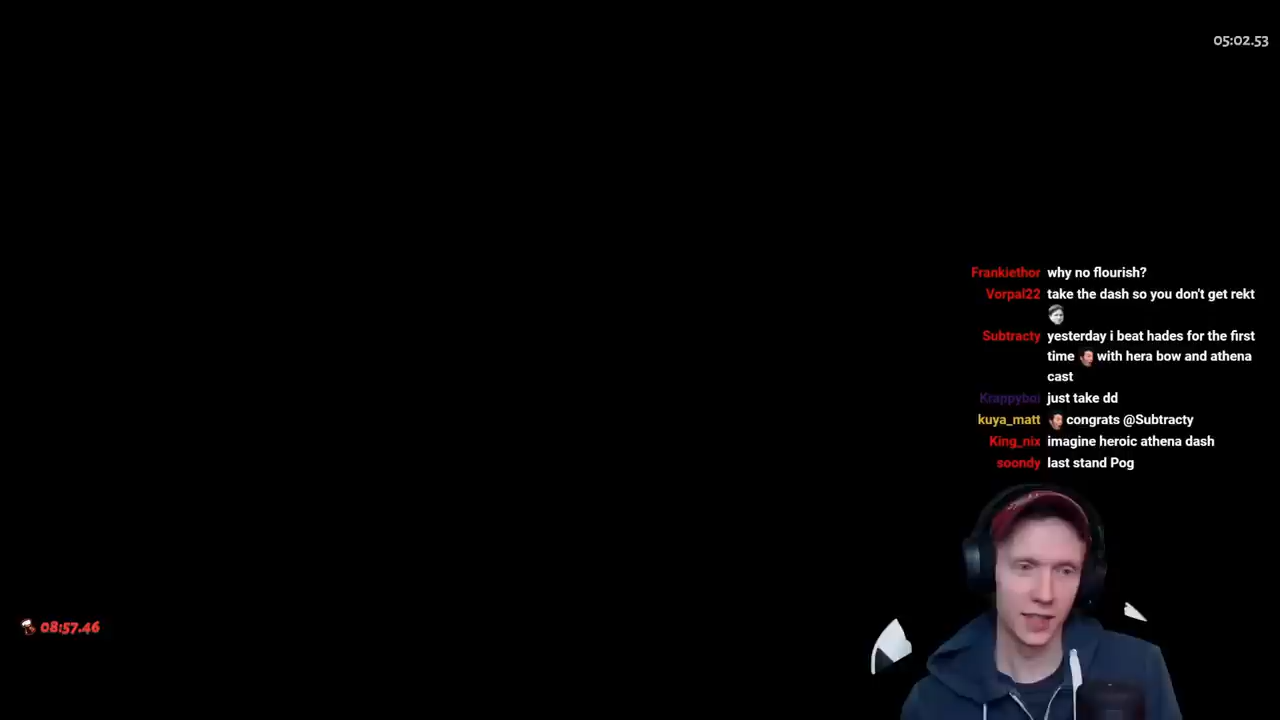 05:02.53
Frankiethor why no flourish?
Vorpal22 take the dash so you don't get rekt
Subtracty yesterday i beat hades for the first
time with hera bow and athena
cast
Krappyboi just take dd
kuya_matt congrats @Subtracty
King_nix imagine heroic athena dash
soondy last stand Pog
08:57.46